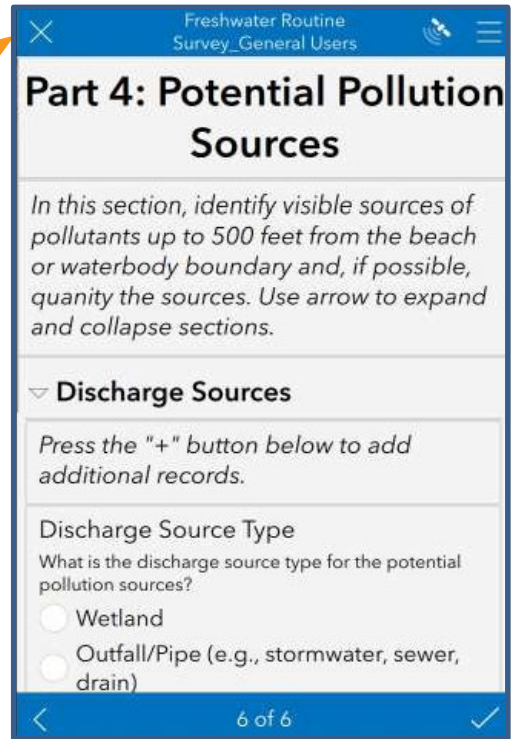 Freshwater Routine
Survey_General Users
Part 4: Potential Pollution
Sources
In this section, identify visible sources of
pollutants up to 500 feet from the beach
or waterbody boundary and, if possible,
quanity the sources. Use arrow to expand
and collapse sections.
Discharge Sources
Press the "+" button below to add
additional records.
Discharge Source Type
What is the discharge source type for the potential
pollution sources?
Wetland
Outfall/Pipe (e.g., stormwater, sewer,
drain)
6 of 6